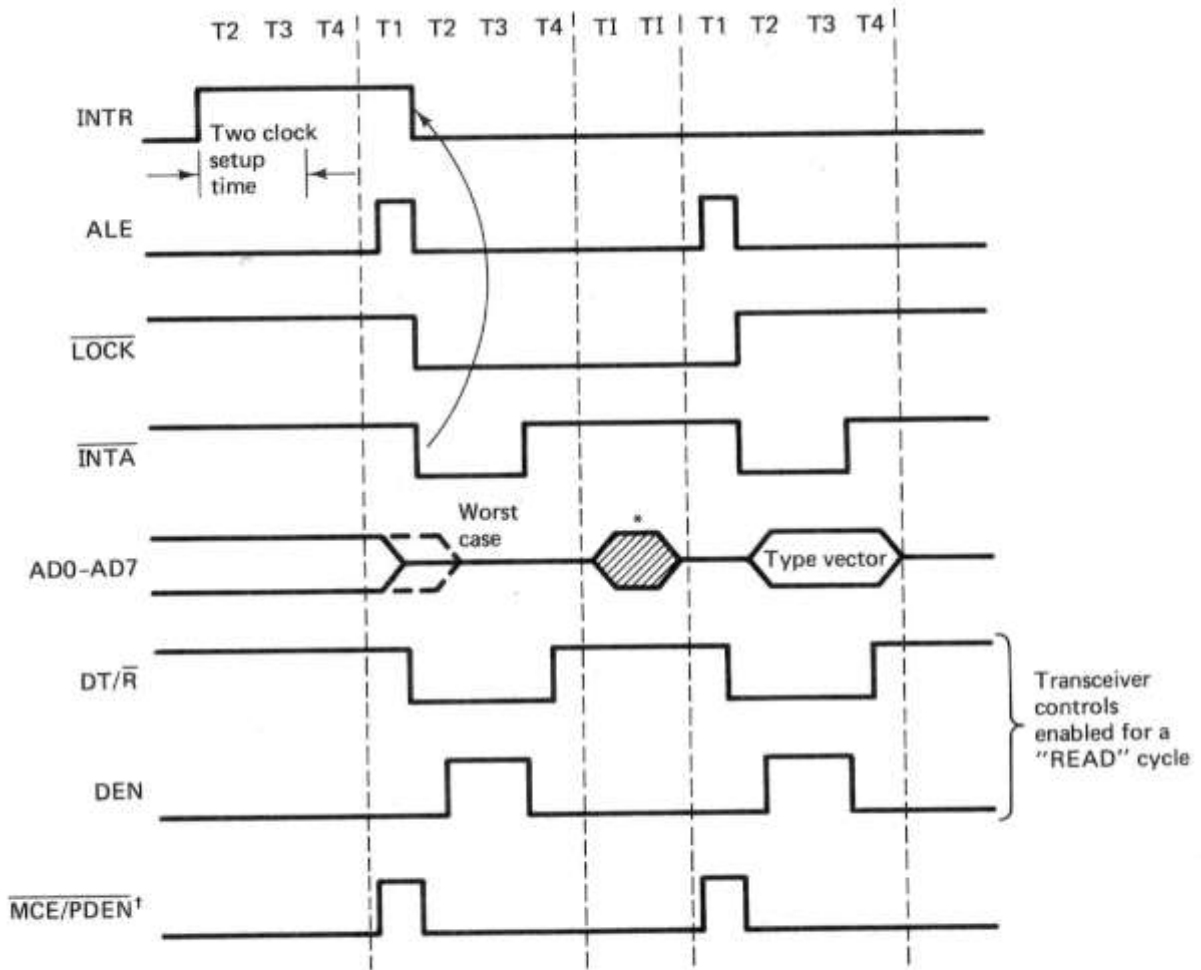 T2 T3 T4 T1 T2 T3 T4 TI TI T1 T2 T3 T4
INTR
Two clock
setup
time
ALE
LOCK
INTA
Worst
case
*
AD0-AD7
Type vector
DT/R
Transceiver
controls
enabled for a
"READ" cycle
DEN
MCE/PDEN†